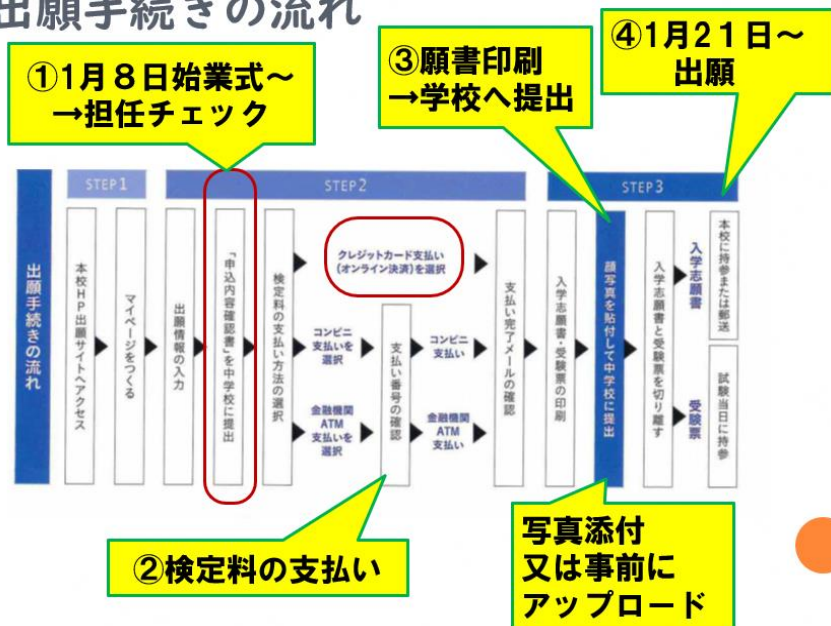 出願手続きの流れ
①1月8日始業式～
→担任チェック
③願書印刷
→学校へ提出
④1月21日～
出願
STEP1
STEP2
STEP3
出願手続きの流れ
本校HP出願サイトへアクセス
マイページをつくる
出願情報の入力
「申込内容確認書」を中学校に提出
検定料の支払い方法の選択
クレジットカード支払い
(オンライン決済)を選択
コンビニ
支払いを
選択
金融機関
ATM
支払いを
選択
支払い番号の確認
コンビニ
支払い
金融機関
ATM
支払い
支払い完了メールの確認
入学志願書・受験票の印刷
顔写真を貼付して中学校に提出
入学志願書と受験票を切り離す
入学志願書
本校に持参または郵送
受験票
試験当日に持参
②検定料の支払い
写真添付
又は事前に
アップロード